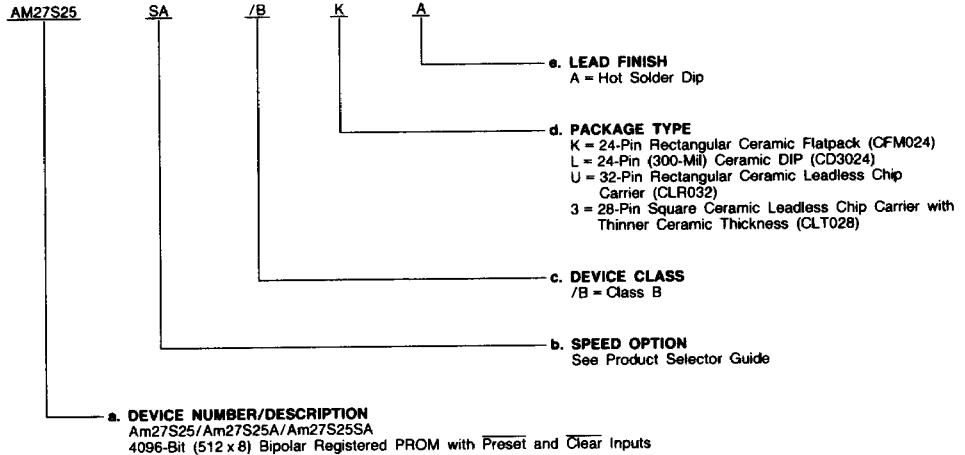 AM27S25 SA /B K A
e. LEAD FINISH
A = Hot Solder Dip
d. PACKAGE TYPE
K = 24-Pin Rectangular Ceramic Flatpack (CFM024)
L = 24-Pin (300-Mil) Ceramic DIP (CD3024)
U = 32-Pin Rectangular Ceramic Leadless Chip
Carrier (CLR032)
3 = 28-Pin Square Ceramic Leadless Chip Carrier with
Thinner Ceramic Thickness (CLT028)
c. DEVICE CLASS
/B = Class B
b. SPEED OPTION
See Product Selector Guide
a. DEVICE NUMBER/DESCRIPTION
Am27S25/Am27S25A/Am27S25SA
4096-Bit (512 x 8) Bipolar Registered PROM with Preset and Clear Inputs